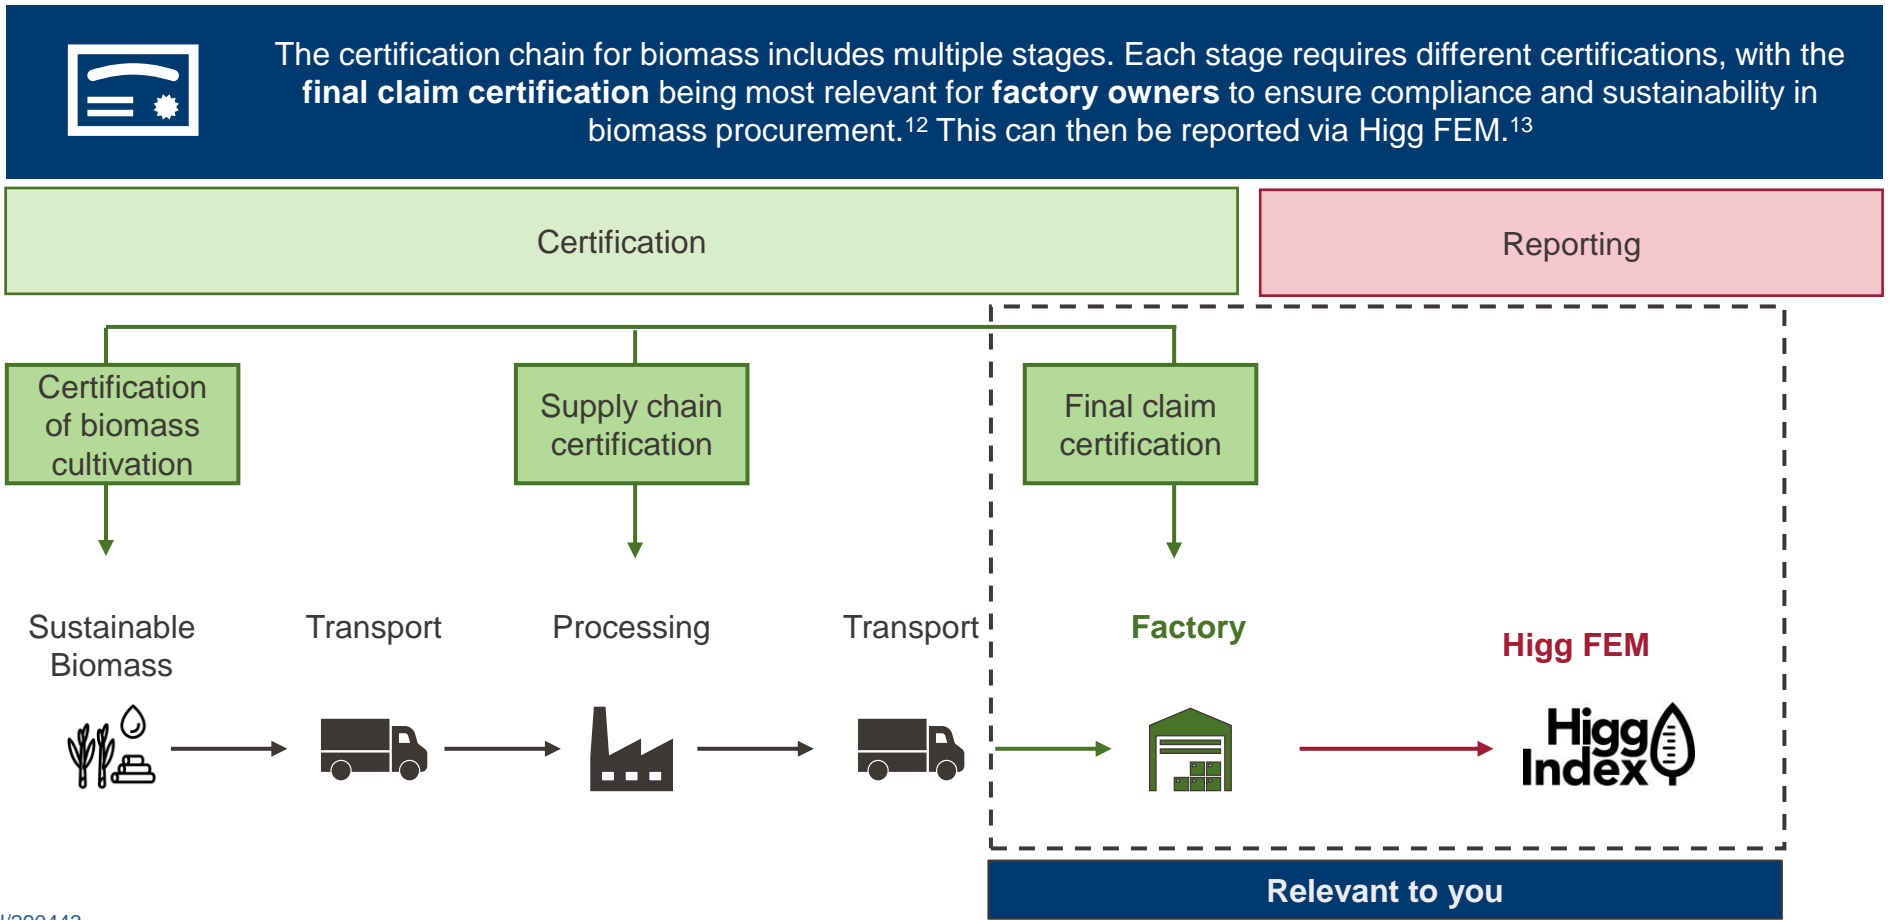 The certification chain for biomass includes multiple stages. Each stage requires different certifications, with the
final claim certification being most relevant for factory owners to ensure compliance and sustainability in
biomass procurement.12 This can then be reported via Higg FEM.13
Certification
Reporting
Certification
of biomass
cultivation
Supply chain
certification
Final claim
certification
Sustainable
Biomass
Transport
Processing
Transport
Factory
Higg FEM
Higg
Index
Relevant to you